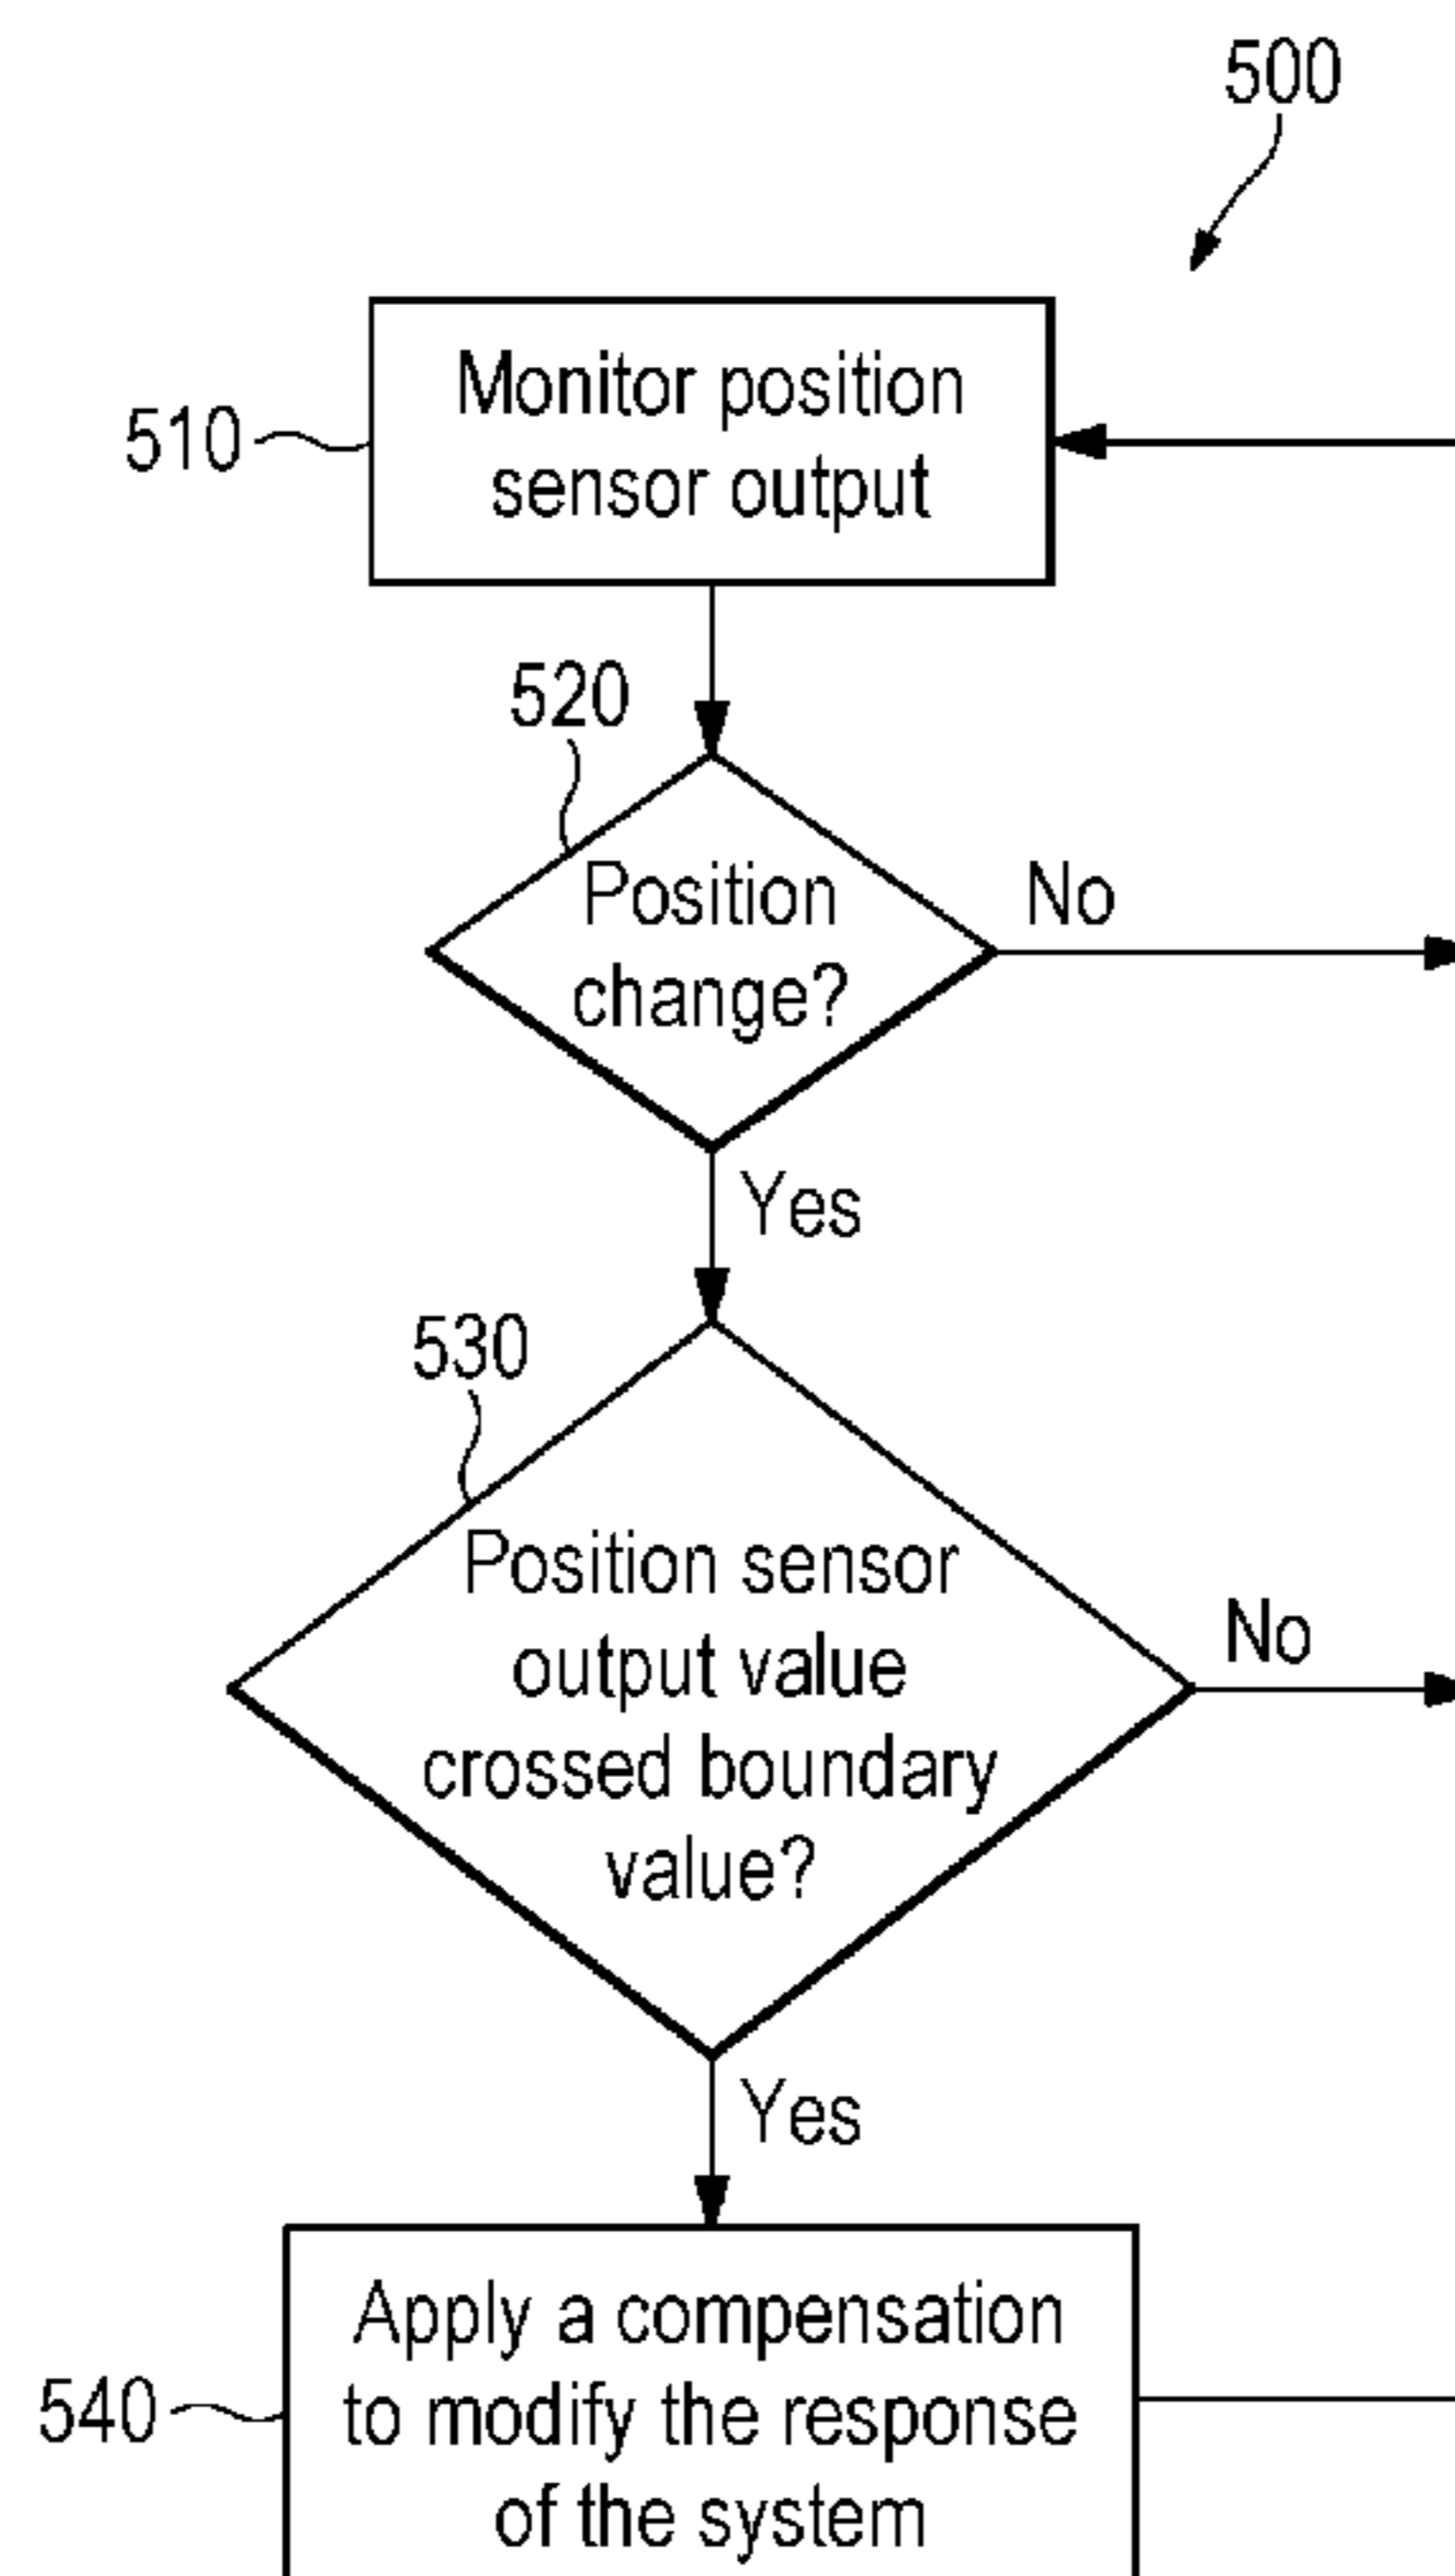 500
Monitor position
sensor output
510
520
Position
change?
No
Yes
530
Position sensor
output value
crossed boundary
value?
No
Yes
Apply a compensation
to modify the response
of the system
540